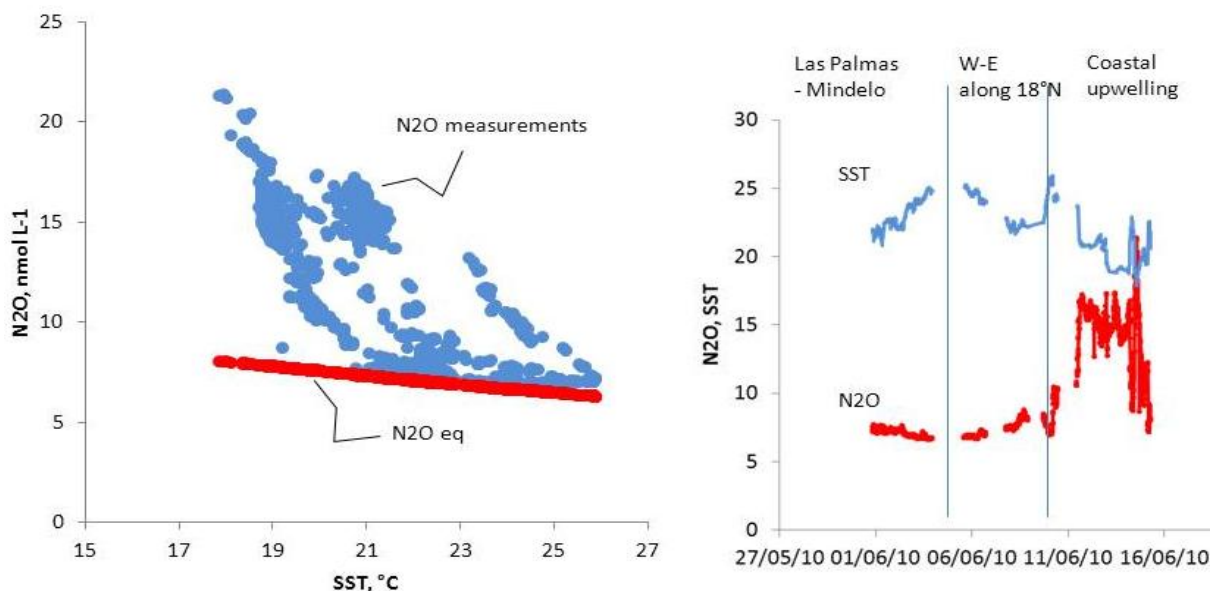 25
20
15
10
5
0
N2O, nmol L-1
N2O measurements
N2O eq
15 17 19 21 23 25 27
SST, °C
Las Palmas
- Mindelo
W-E
along 18°N
Coastal
upwelling
30
25
20
15
10
5
0
N2O, SST
SST
N2O
27/05/10 01/06/10 06/06/10 11/06/10 16/06/10